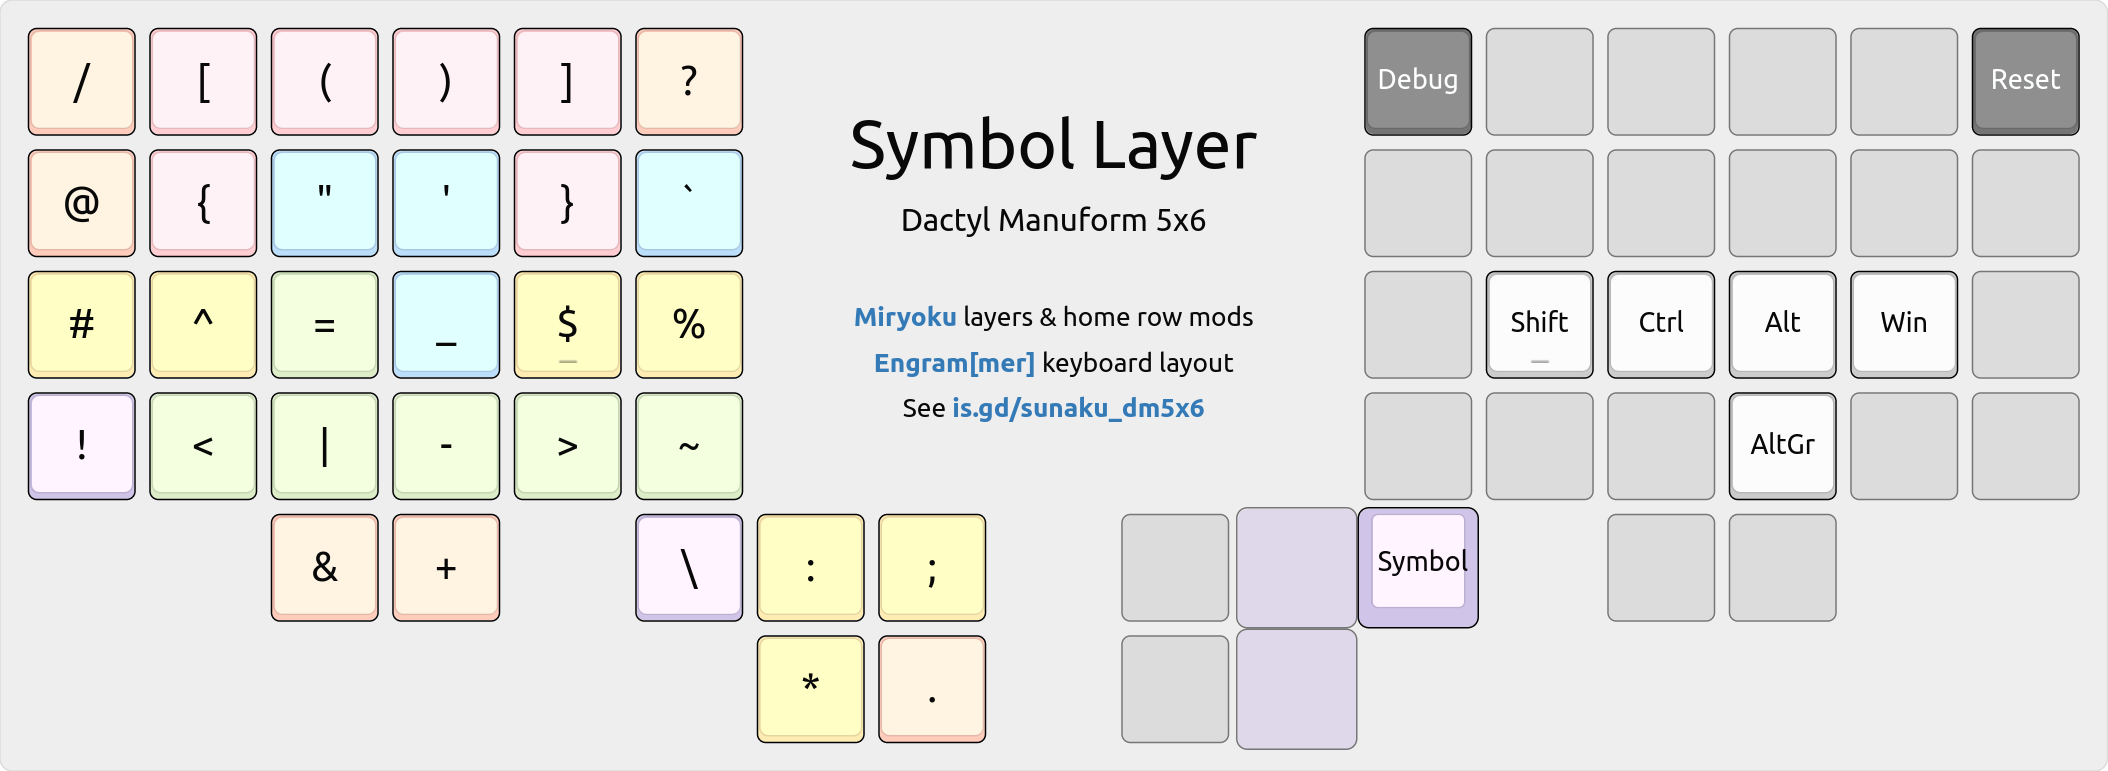 / [ ( ) ] ?
Debug Reset
@ { " ' } `
Symbol Layer
Dactyl Manuform 5x6
# ^ = _ $ %
Shift Ctrl Alt Win
Miryoku layers & home row mods
Engram[mer] keyboard layout
See is.gd/sunaku_dm5x6
! < | - > ~
AltGr
& + \ : ;
Symbol
* .